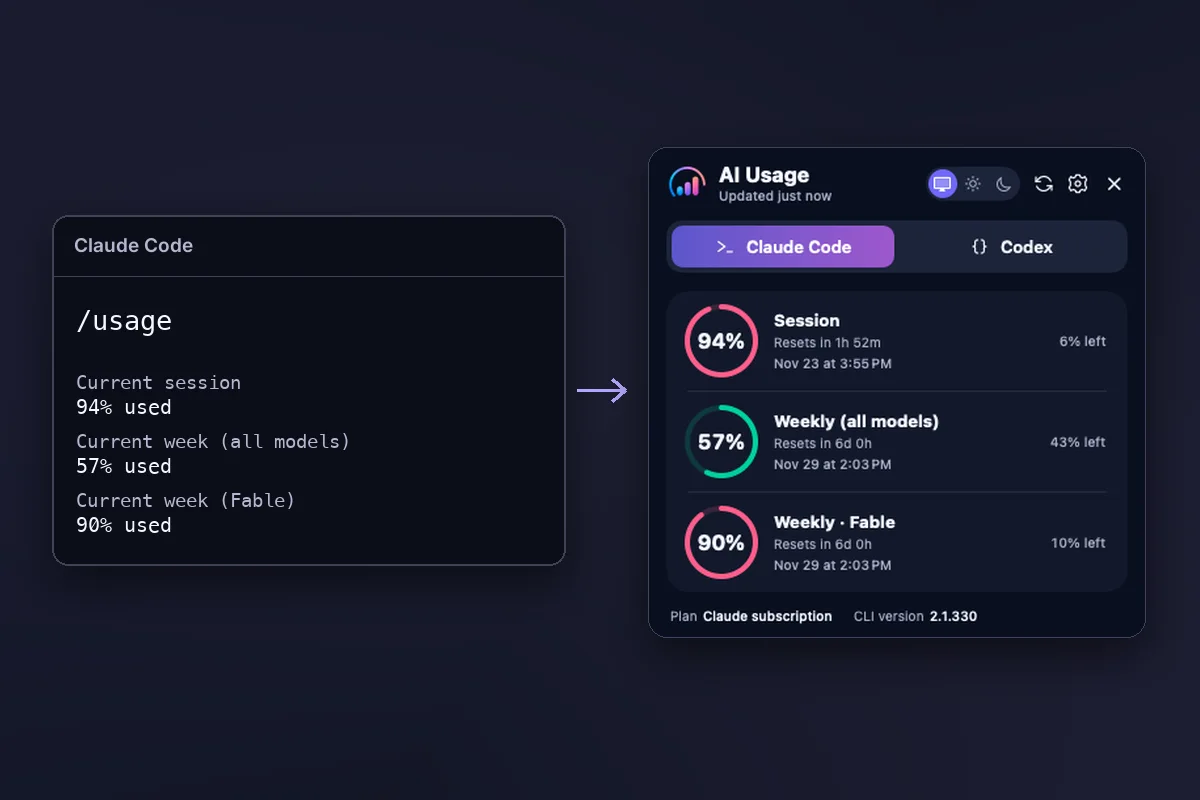 Claude Code
/usage
Current session
94% used
Current week (all models)
57% used
Current week (Fable)
90% used
AI Usage
Updated just now
>_ Claude Code
{} Codex
94%
Session
Resets in 1h 52m
Nov 23 at 3:55 PM
6% left
57%
Weekly (all models)
Resets in 6d 0h
Nov 29 at 2:03 PM
43% left
90%
Weekly · Fable
Resets in 6d 0h
Nov 29 at 2:03 PM
10% left
Plan Claude subscription CLI version 2.1.330